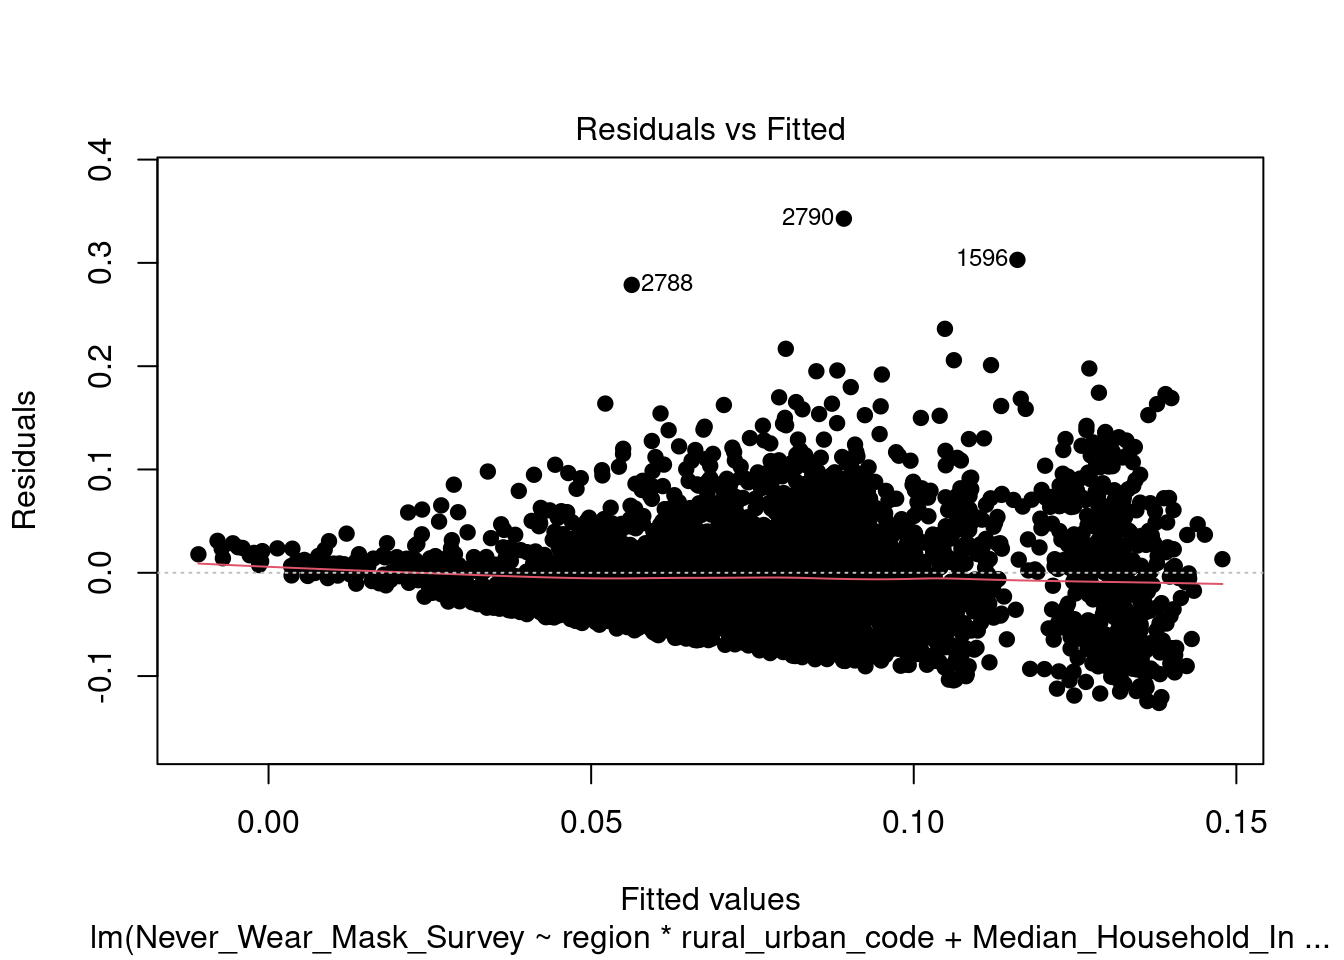 Residuals vs Fitted
0.4
0.3
0.2
0.1
0.0
-0.1
Residuals
2790
1596
2788
0.00 0.05 0.10 0.15
Fitted values
lm(Never_Wear_Mask_Survey ~ region * rural_urban_code + Median_Household_In ...